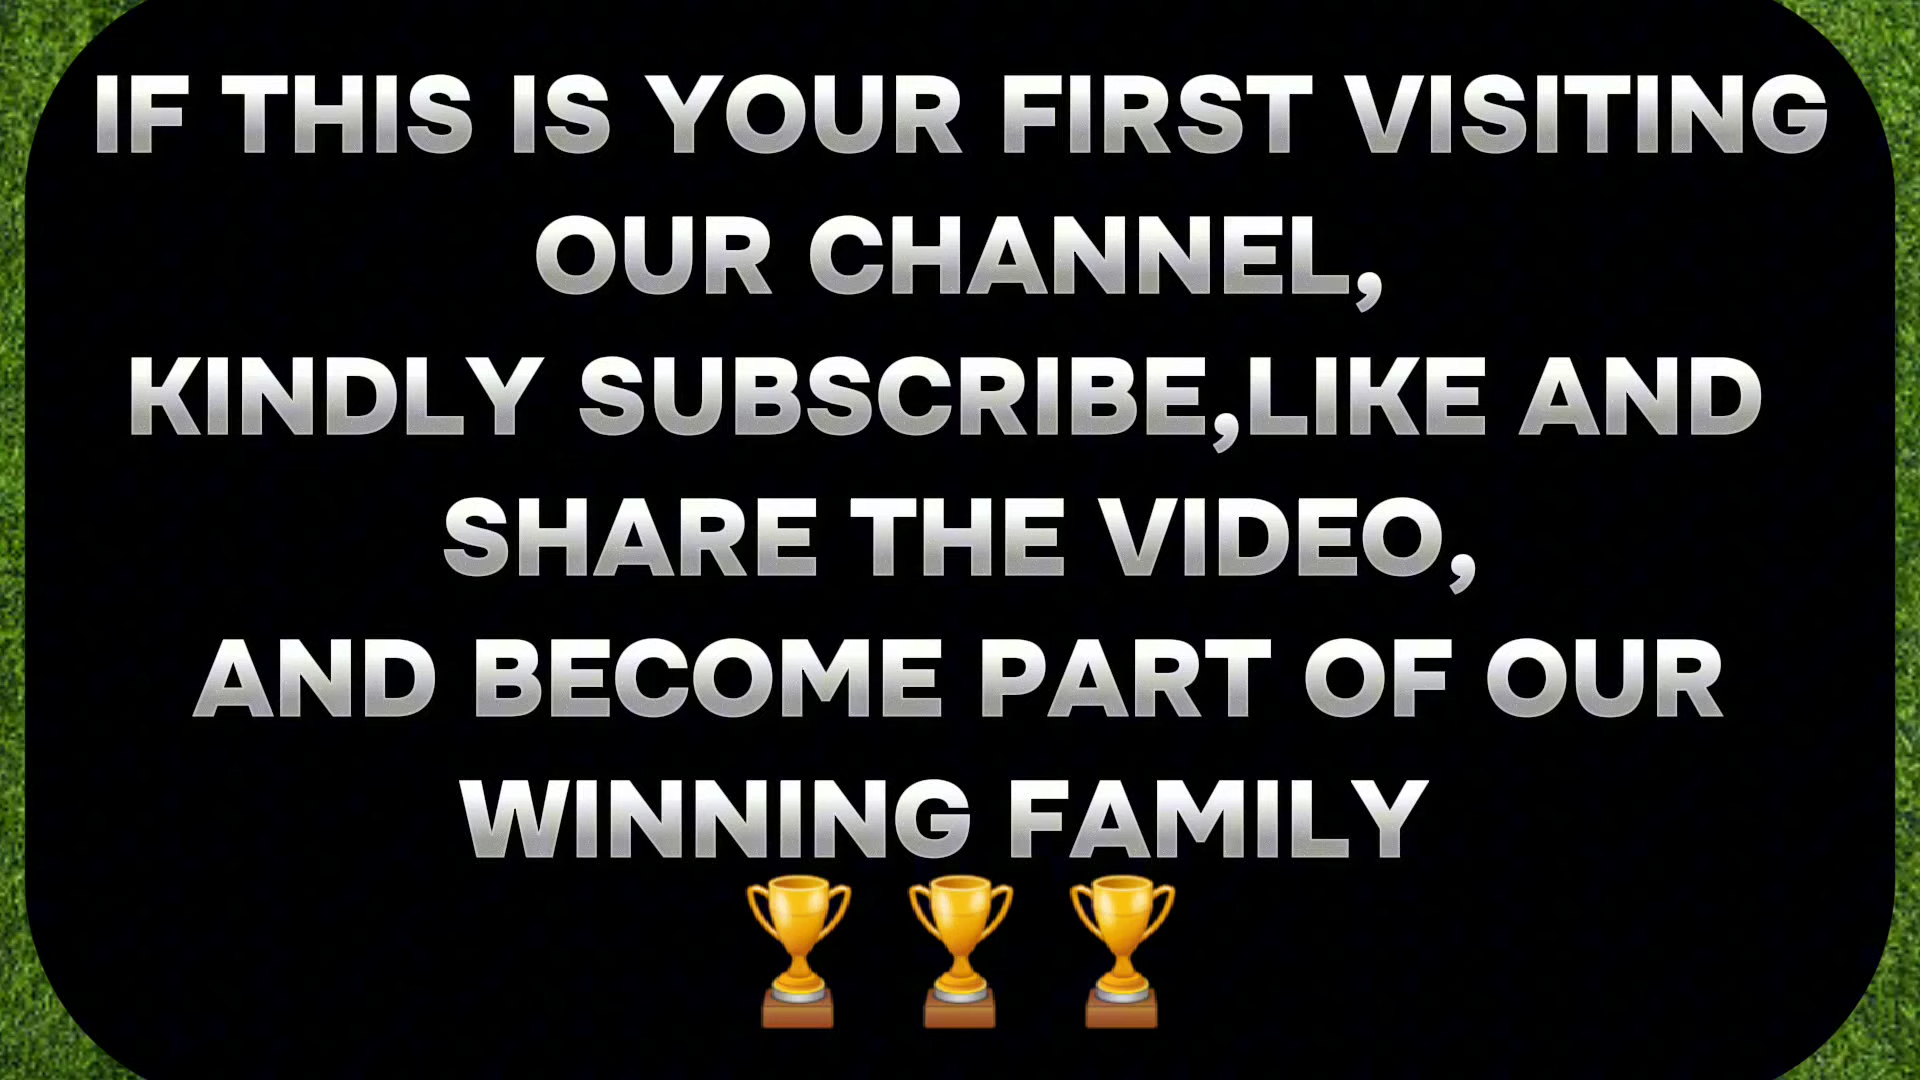 IF THIS IS YOUR FIRST VISITING
OUR CHANNEL,
KINDLY SUBSCRIBE,LIKE AND
SHARE THE VIDEO,
AND BECOME PART OF OUR
WINNING FAMILY
🏆 🏆 🏆